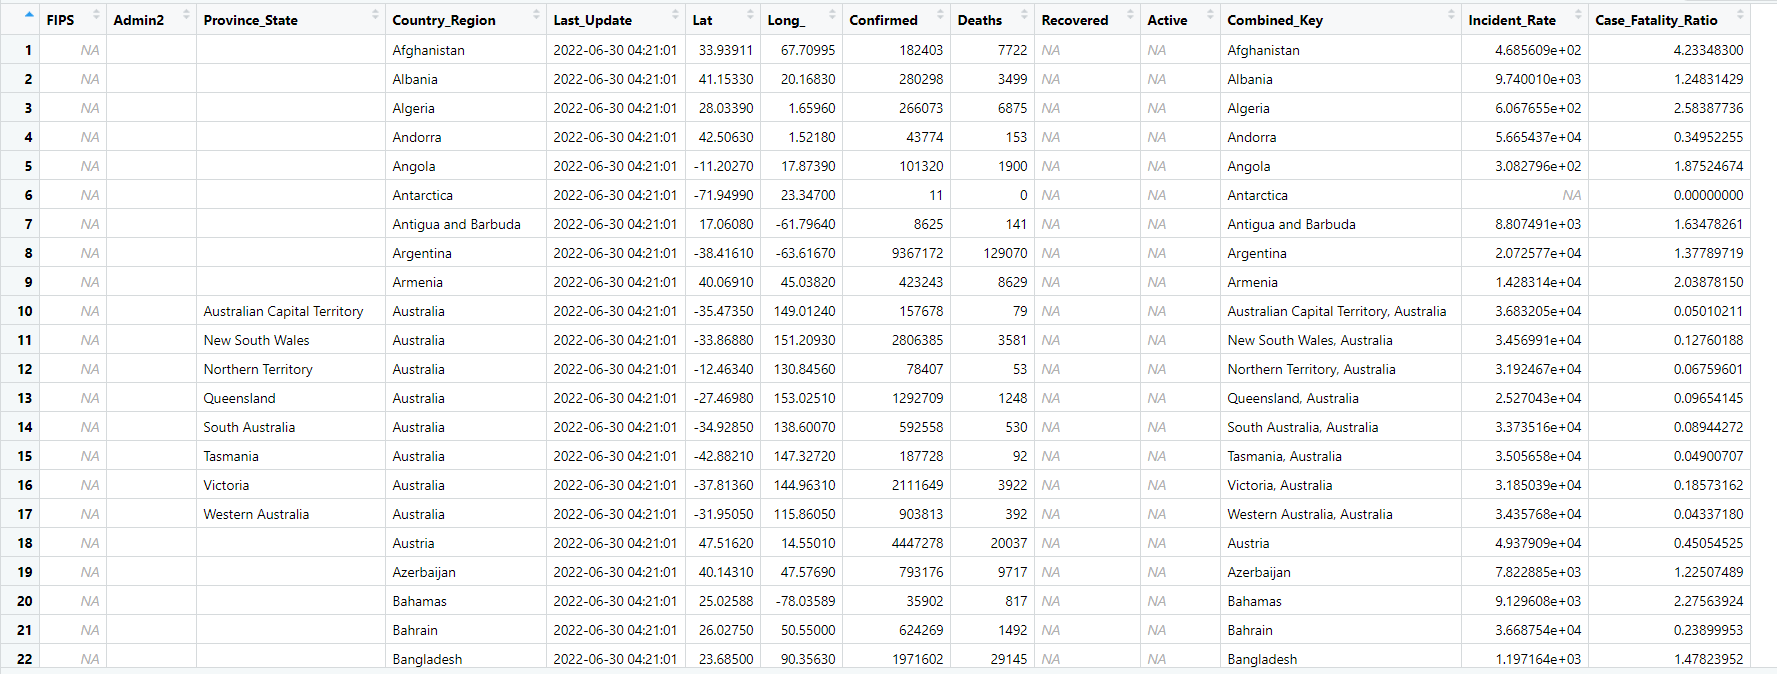 FIPS Admin2 Province_State Country_Region Last_Update Lat Long_ Confirmed Deaths Recovered Active Combined_Key Incident_Rate Case_Fatality_Ratio
1 NA Afghanistan 2022-06-30 04:21:01 33.93911 67.70995 182403 7722 NA NA Afghanistan 4.685609e+02 4.23348300
2 NA Albania 2022-06-30 04:21:01 41.15330 20.16830 280298 3499 NA NA Albania 9.740010e+03 1.24831429
3 NA Algeria 2022-06-30 04:21:01 28.03390 1.65960 266073 6875 NA NA Algeria 6.067655e+02 2.58387736
4 NA Andorra 2022-06-30 04:21:01 42.50630 1.52180 43774 153 NA NA Andorra 5.665437e+04 0.34952255
5 NA Angola 2022-06-30 04:21:01 -11.20270 17.87390 101320 1900 NA NA Angola 3.082796e+02 1.87524674
6 NA Antarctica 2022-06-30 04:21:01 -71.94990 23.34700 11 0 NA NA Antarctica NA 0.00000000
7 NA Antigua and Barbuda 2022-06-30 04:21:01 17.06080 -61.79640 8625 141 NA NA Antigua and Barbuda 8.807491e+03 1.63478261
8 NA Argentina 2022-06-30 04:21:01 -38.41610 -63.61670 9367172 129070 NA NA Argentina 2.072577e+04 1.37789719
9 NA Armenia 2022-06-30 04:21:01 40.06910 45.03820 423243 8629 NA NA Armenia 1.428314e+04 2.03878150
10 NA Australian Capital Territory Australia 2022-06-30 04:21:01 -35.47350 149.01240 157678 79 NA NA Australian Capital Territory, Australia 3.683205e+04 0.05010211
11 NA New South Wales Australia 2022-06-30 04:21:01 -33.86880 151.20930 2806385 3581 NA NA New South Wales, Australia 3.456991e+04 0.12760188
12 NA Northern Territory Australia 2022-06-30 04:21:01 -12.46340 130.84560 78407 53 NA NA Northern Territory, Australia 3.192467e+04 0.06759601
13 NA Queensland Australia 2022-06-30 04:21:01 -27.46980 153.02510 1292709 1248 NA NA Queensland, Australia 2.527043e+04 0.09654145
14 NA South Australia Australia 2022-06-30 04:21:01 -34.92850 138.60070 592558 530 NA NA South Australia, Australia 3.373516e+04 0.08944272
15 NA Tasmania Australia 2022-06-30 04:21:01 -42.88210 147.32720 187728 92 NA NA Tasmania, Australia 3.505658e+04 0.04900707
16 NA Victoria Australia 2022-06-30 04:21:01 -37.81360 144.96310 2111649 3922 NA NA Victoria, Australia 3.185039e+04 0.18573162
17 NA Western Australia Australia 2022-06-30 04:21:01 -31.95050 115.86050 903813 392 NA NA Western Australia, Australia 3.435768e+04 0.04337180
18 NA Austria 2022-06-30 04:21:01 47.51620 14.55010 4447278 20037 NA NA Austria 4.937909e+04 0.45054525
19 NA Azerbaijan 2022-06-30 04:21:01 40.14310 47.57690 793176 9717 NA NA Azerbaijan 7.822885e+03 1.22507489
20 NA Bahamas 2022-06-30 04:21:01 25.02588 -78.03589 35902 817 NA NA Bahamas 9.129608e+03 2.27563924
21 NA Bahrain 2022-06-30 04:21:01 26.02750 50.55000 624269 1492 NA NA Bahrain 3.668754e+04 0.23899953
22 NA Bangladesh 2022-06-30 04:21:01 23.68500 90.35630 1971602 29145 NA NA Bangladesh 1.197164e+03 1.47823952